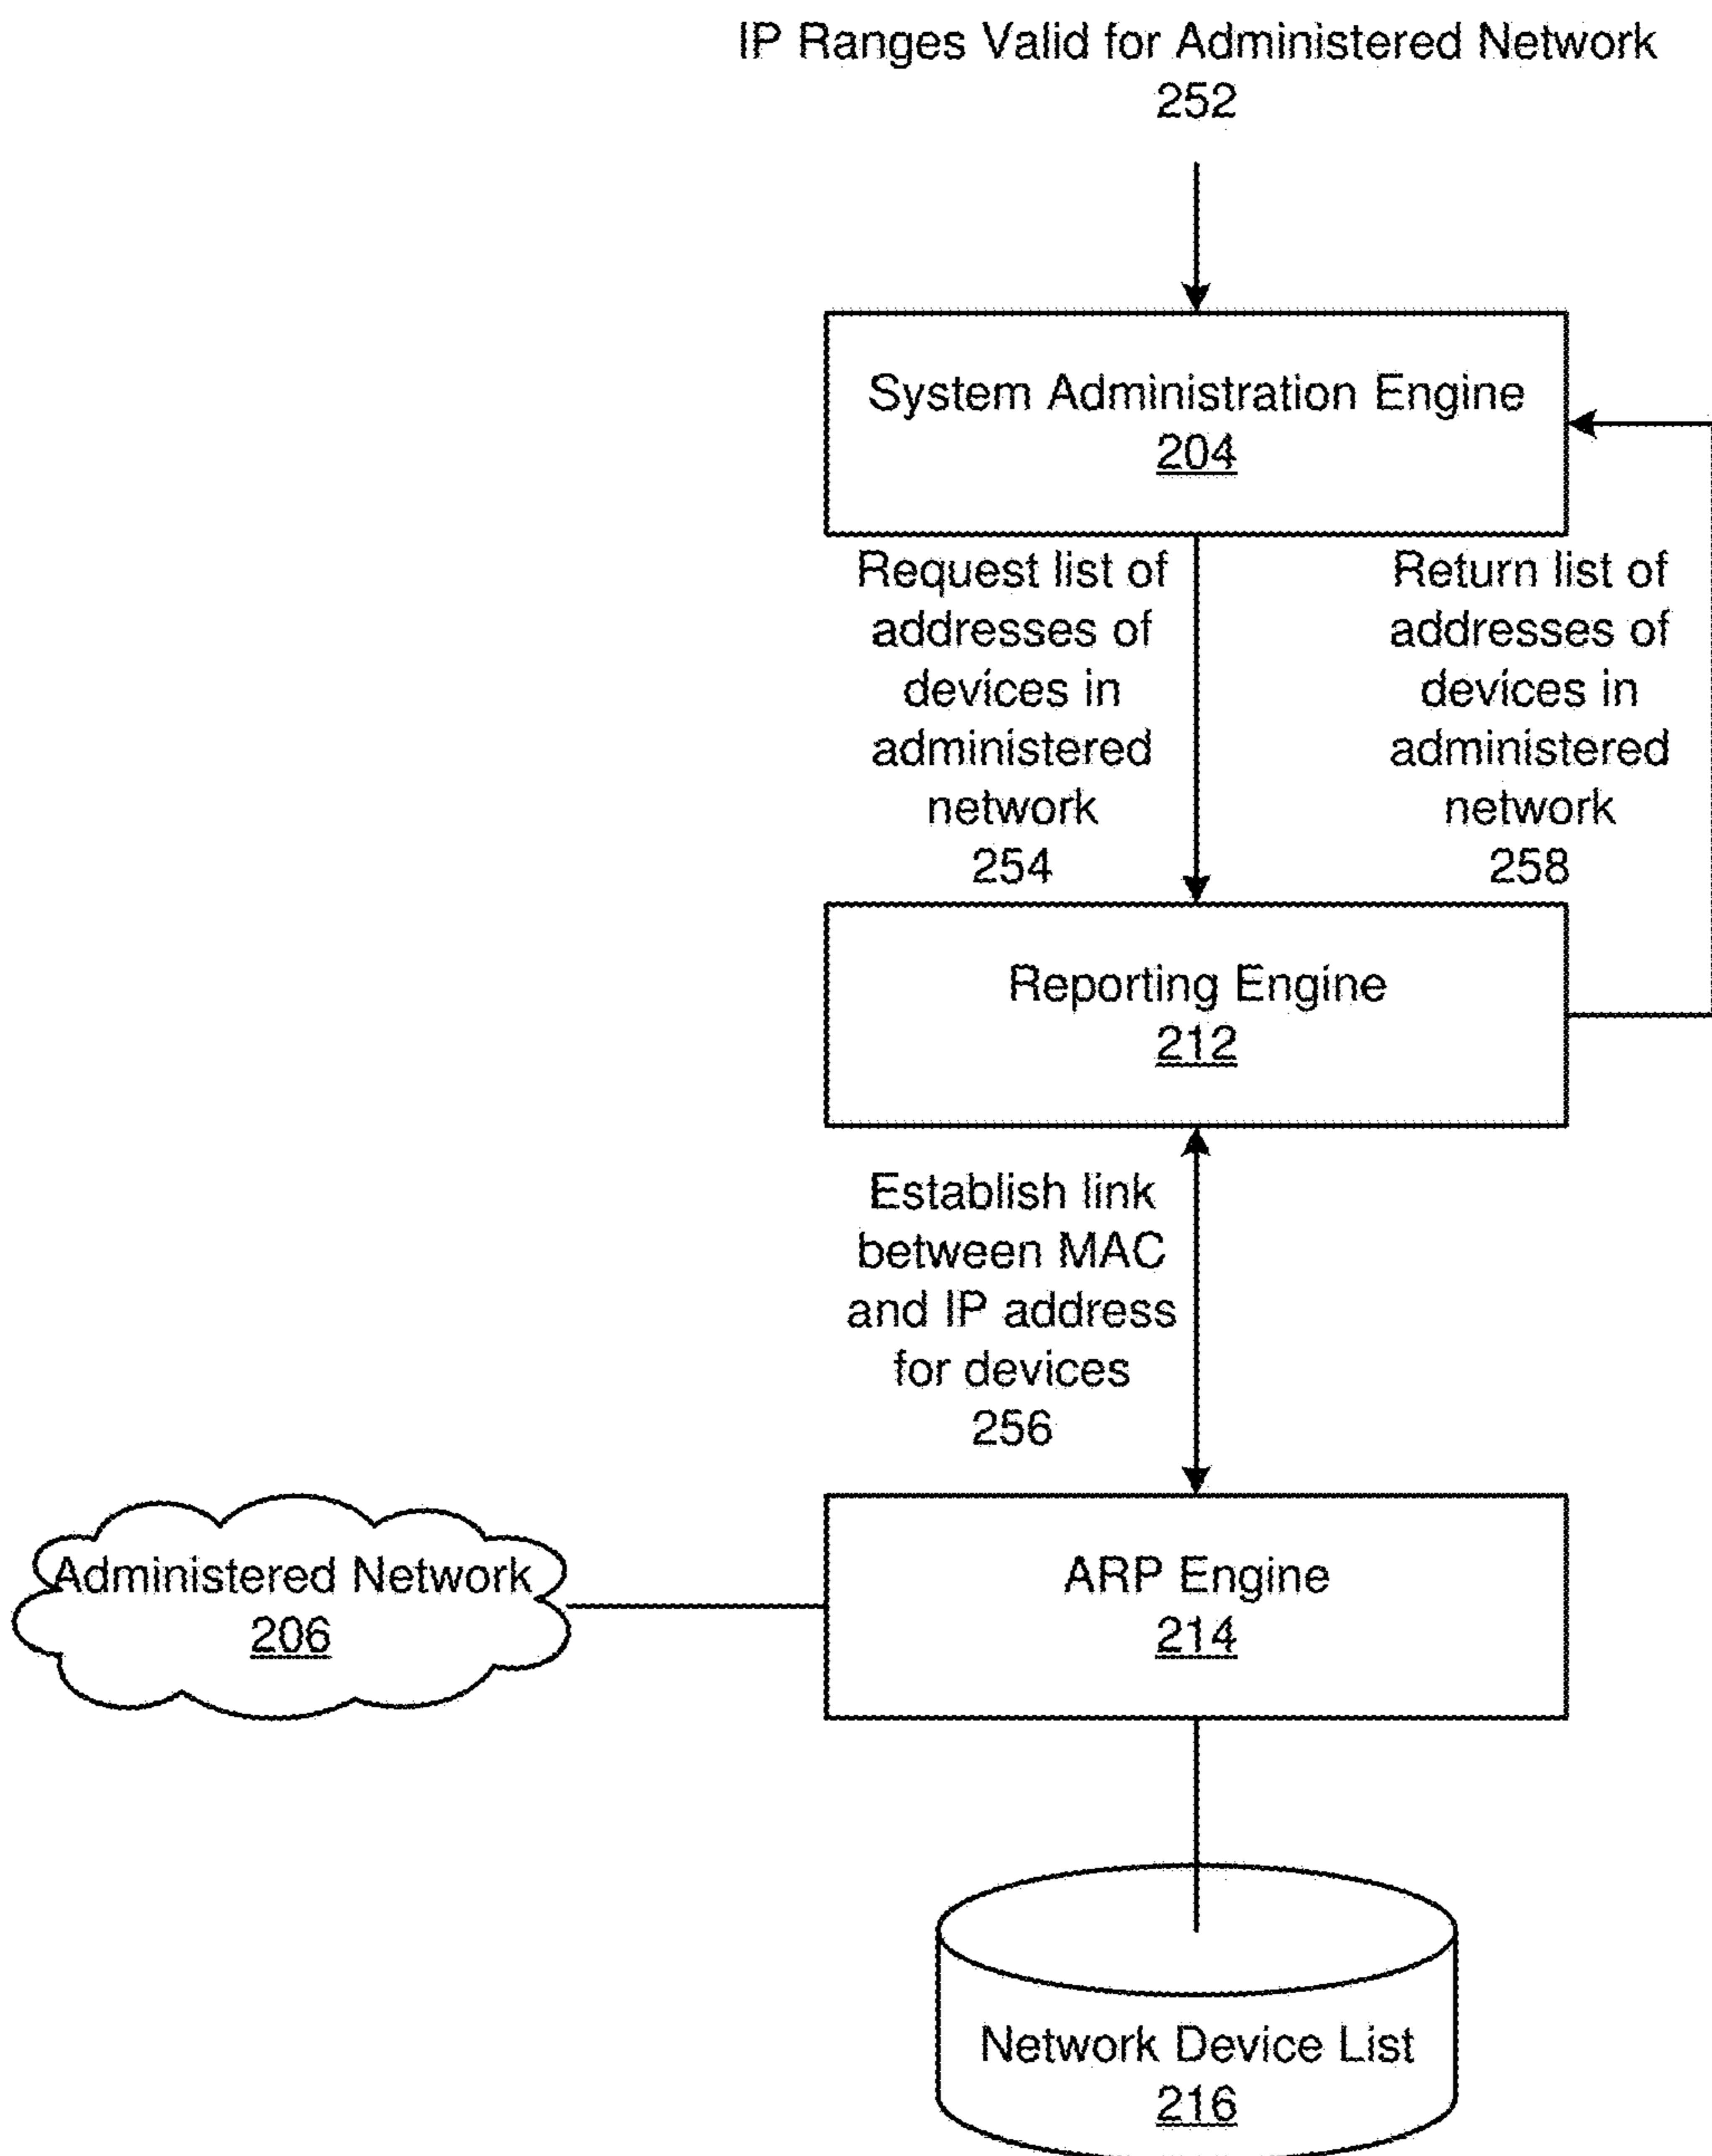 IP Ranges Valid for Administered Network
252
System Administration Engine
204
Request list of
addresses of
devices in
administered
network
254
Return list of
addresses of
devices in
administered
network
258
Reporting Engine
212
Establish link
between MAC
and IP address
for devices
256
Administered Network
206
ARP Engine
214
Network Device List
216